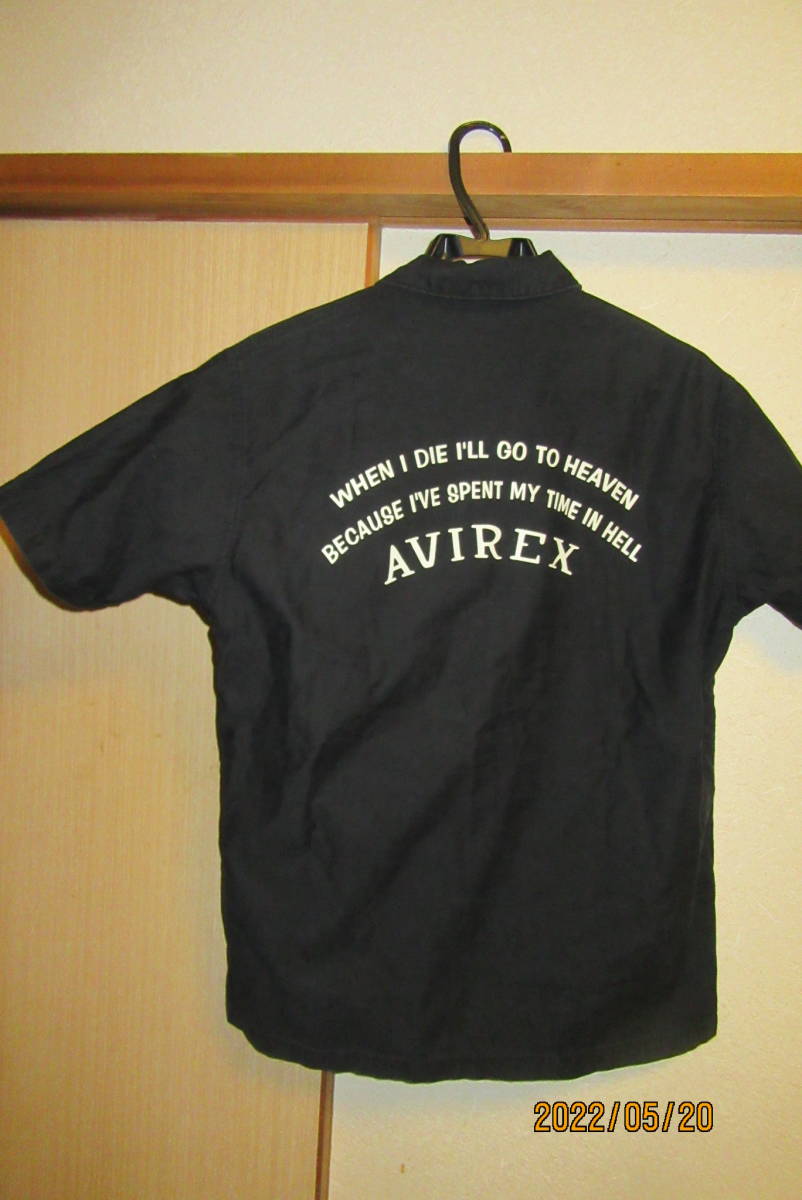 WHEN I DIE I'LL GO TO HEAVEN
BECAUSE I'VE SPENT MY TIME IN HELL
AVIREX
2022/05/20